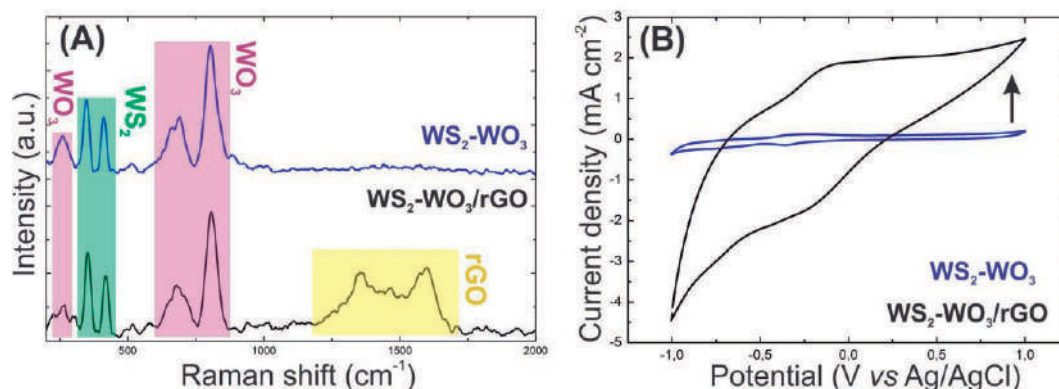 (A)
WO3
WS2
WO3
WS2-WO3
WS2-WO3/rGO
rGO
Intensity (a.u.)
500
1000
1500
2000
Raman shift (cm-1)
(B)
3
2
1
0
-1
-2
-3
-4
-5
Current density (mA cm-2)
WS2-WO3
WS2-WO3/rGO
-1,0
-0,5
0,0
0,5
1,0
Potential (V vs Ag/AgCl)